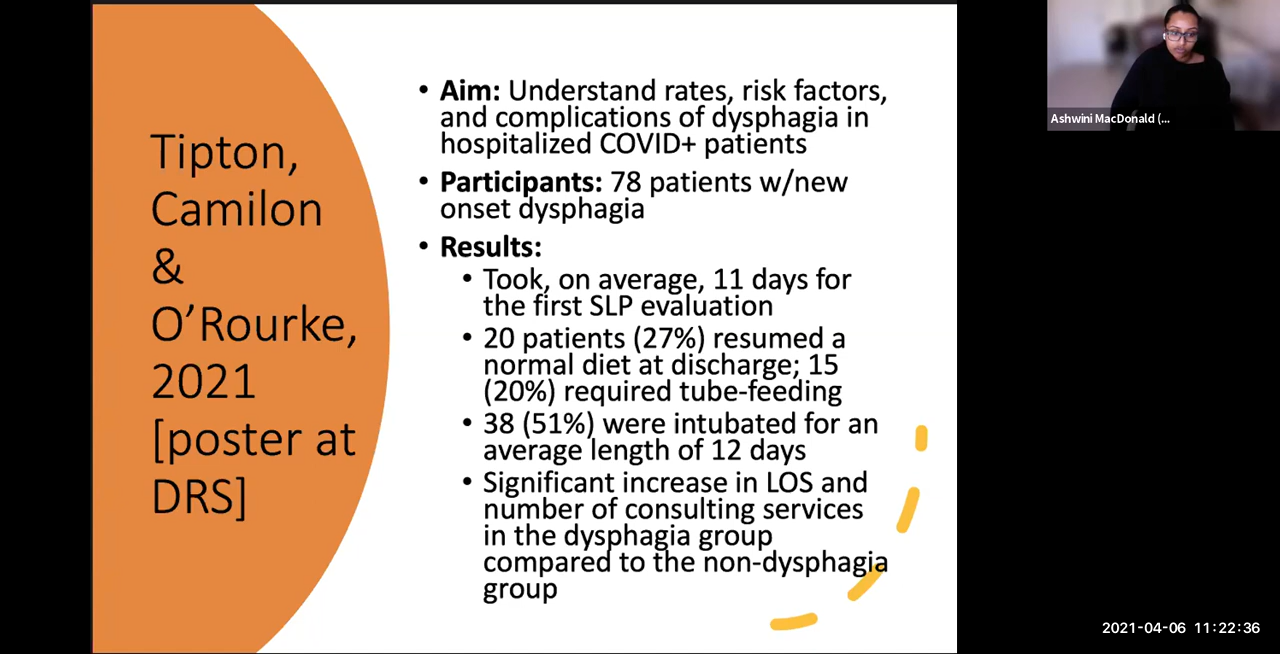 Tipton,
Camilon
&
O’Rourke,
2021
[poster at
DRS]
• Aim: Understand rates, risk factors,
and complications of dysphagia in
hospitalized COVID+ patients
• Participants: 78 patients w/new
onset dysphagia
• Results:
• Took, on average, 11 days for
the first SLP evaluation
• 20 patients (27%) resumed a
normal diet at discharge; 15
(20%) required tube-feeding
• 38 (51%) were intubated for an
average length of 12 days
• Significant increase in LOS and
number of consulting services
in the dysphagia group
compared to the non-dysphagia
group
Ashwini MacDonald (...
2021-04-06 11:22:36